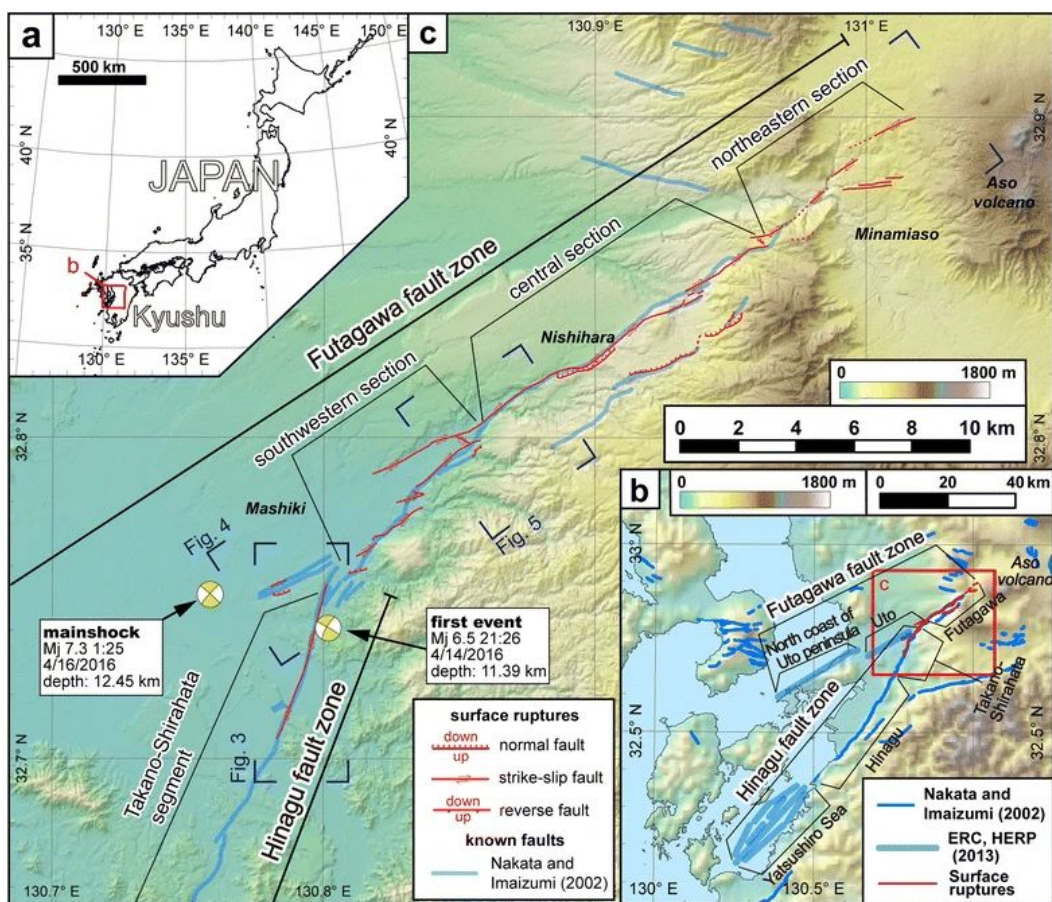 a
130° E
135° E
140° E
145° E
150° E
500 km
40° N
35° N
40° N
35° N
JAPAN
b
Kyushu
130° E
135° E
c
130.9° E
131° E
32.9° N
northeastern section
central section
southwestern section
Futagawa fault zone
Aso
volcano
Minamiaso
Nishihara
Mashiki
0
1800 m
0 2 4 6 8 10 km
32.8° N
32.8° N
Fig. 4
Fig. 5
Fig. 3
mainshock
Mj 7.3 1:25
4/16/2016
depth: 12.45 km
first event
Mj 6.5 21:26
4/14/2016
depth: 11.39 km
Takano-Shirahata
segment
Hinagu fault zone
32.7° N
130.7° E
130.8° E
surface ruptures
down
up
normal fault
strike-slip fault
down
up
reverse fault
known faults
Nakata and
Imaizumi (2002)
b
0
1800 m
0
20
40 km
33° N
32.5° N
32.5° N
Futagawa fault zone
Aso
volcano
c
North coast of
Uto peninsula
Uto
Futagawa
Takano-
Shirahata
Hinagu fault zone
Hinagu
Yatsushiro Sea
130° E
130.5° E
Nakata and
Imaizumi (2002)
ERC, HERP
(2013)
Surface
ruptures